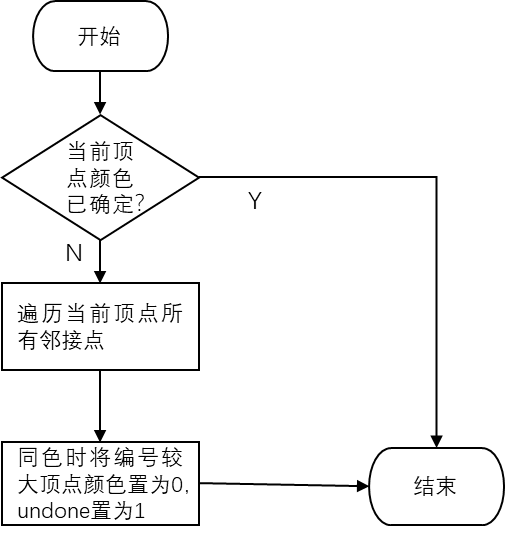 开始
当前顶
点颜色
已确定?
Y
N
遍历当前顶点所
有邻接点
同色时将编号较
大顶点颜色置为0,
undone置为1
结束